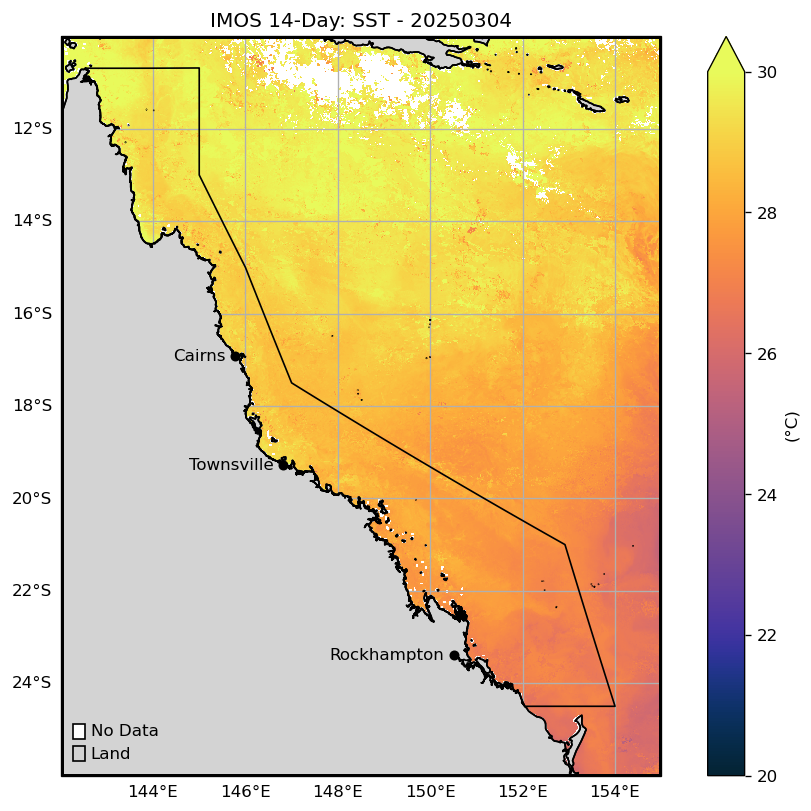 IMOS 14-Day: SST - 20250304
12°S
14°S
16°S
18°S
20°S
22°S
24°S
Cairns
Townsville
Rockhampton
No Data
Land
144°E 146°E 148°E 150°E 152°E 154°E
30
28
26
24
22
20
(°C)